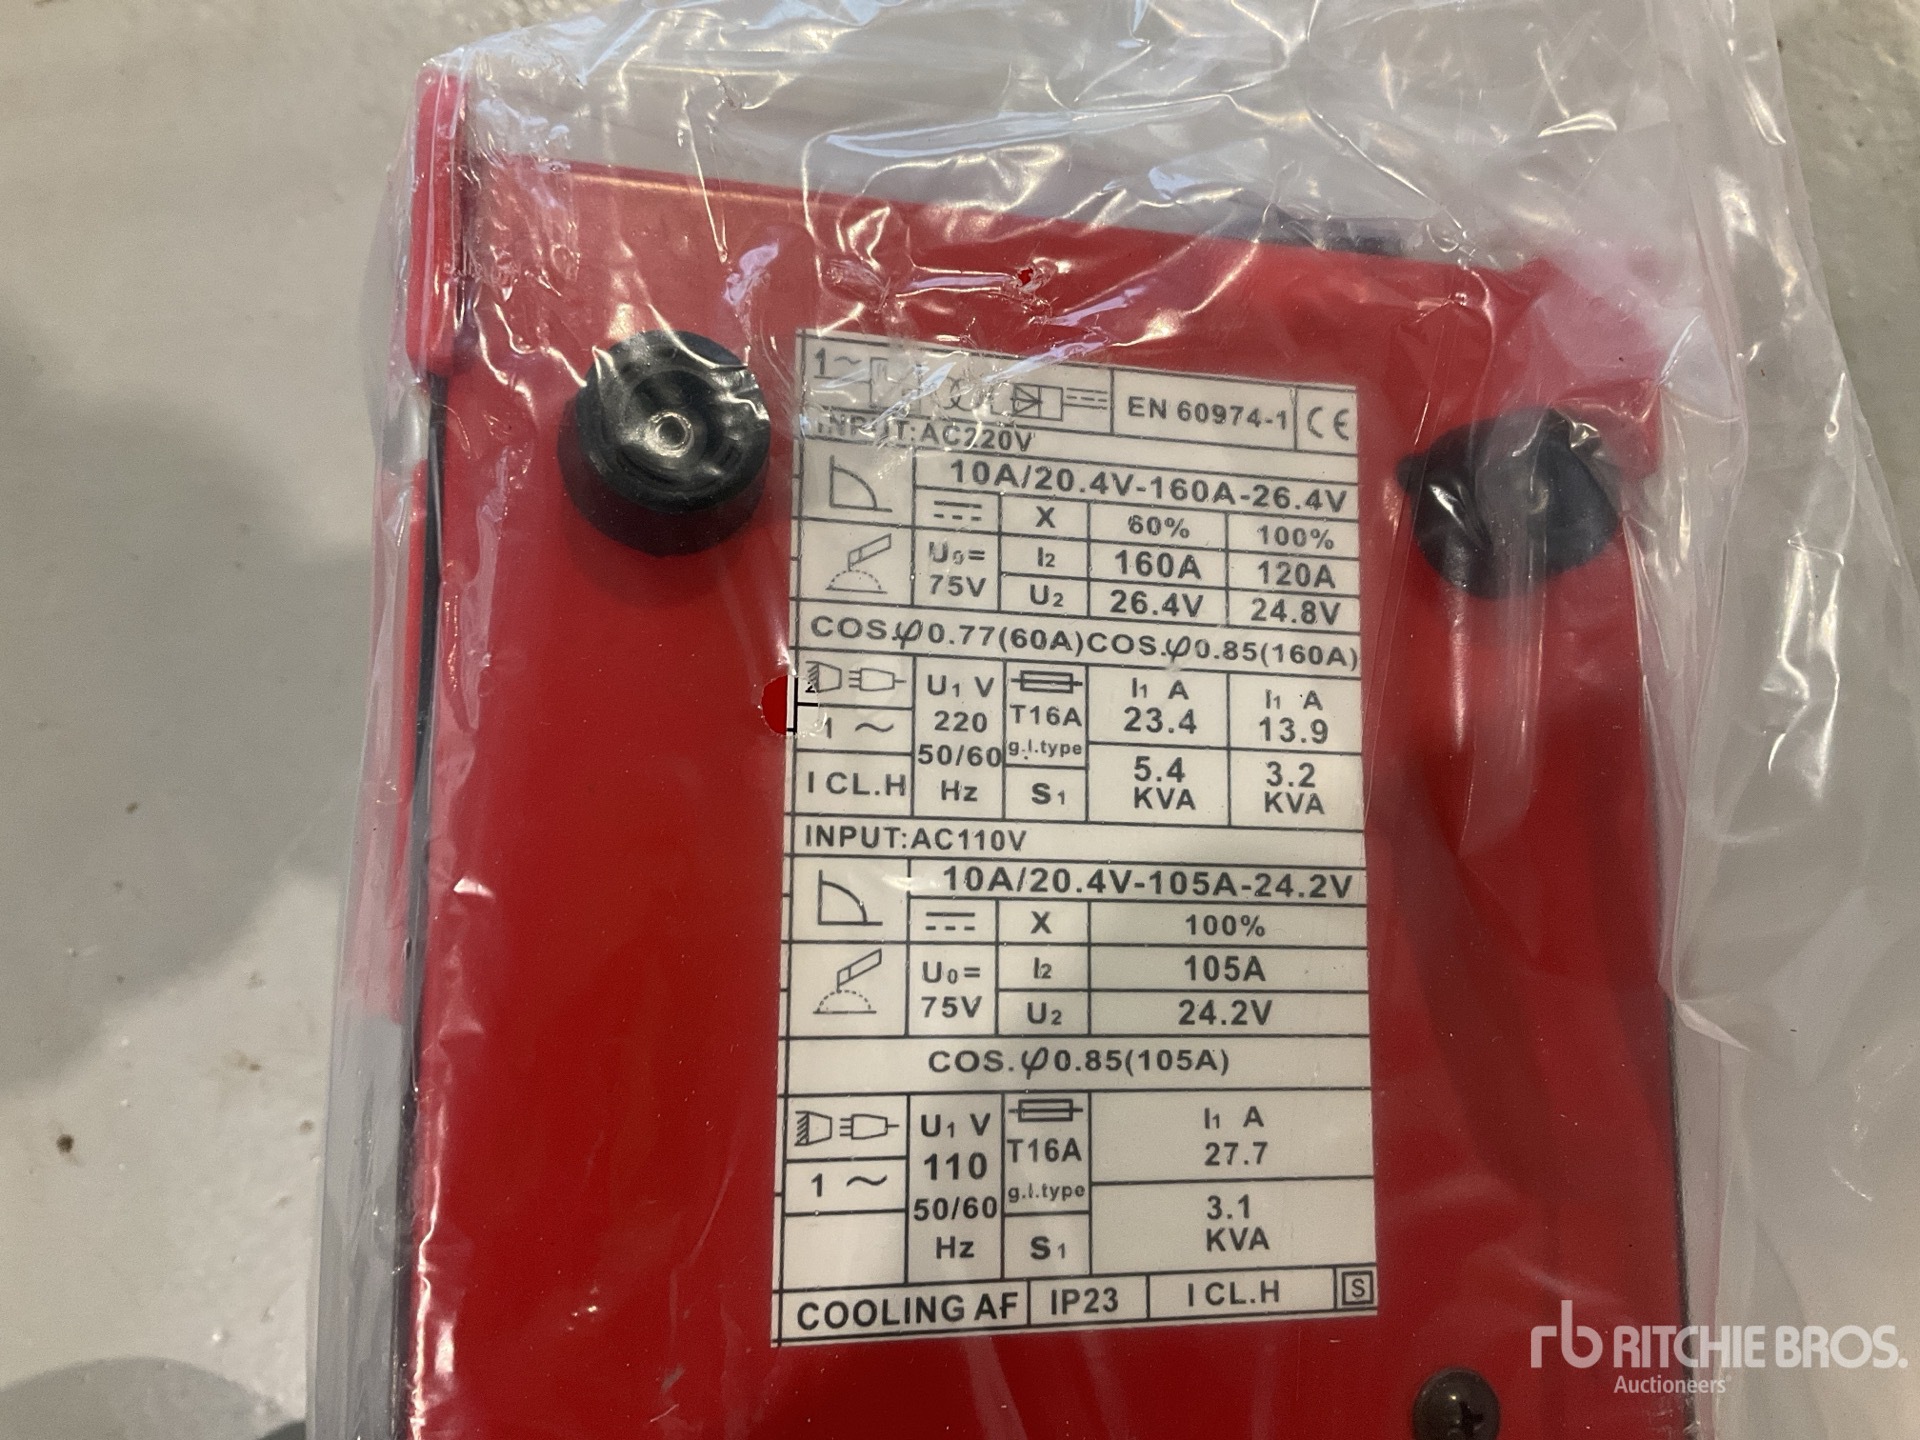 1~ EN 60974-1 CE
INPUT:AC220V
10A/20.4V-160A-26.4V
X 60% 100%
U0= I2 160A 120A
75V U2 26.4V 24.8V
COS.φ0.77(60A)COS.φ0.85(160A)
U1 V I1 A I1 A
220 T16A 23.4 13.9
1 ~ 50/60 g.l.type 5.4 3.2
I CL.H Hz S1 KVA KVA
INPUT:AC110V
10A/20.4V-105A-24.2V
X 100%
U0= I2 105A
75V U2 24.2V
COS.φ0.85(105A)
U1 V I1 A
110 T16A 27.7
1 ~ 50/60 g.l.type 3.1
Hz S1 KVA
COOLING AF IP23 I CL.H S
rb RITCHIE BROS.
Auctioneers